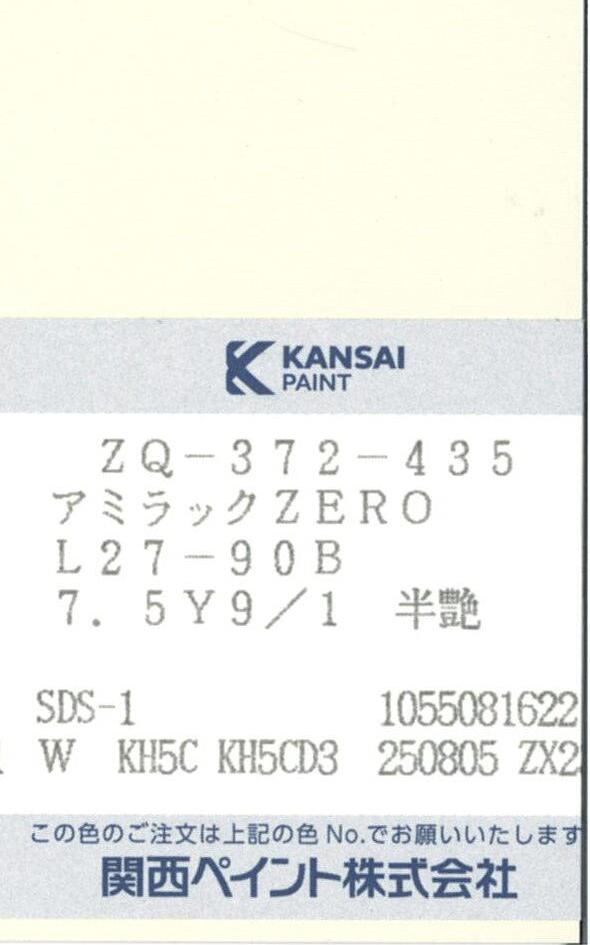 KANSAI
PAINT
ZQ-372-435
アミラックZERO
L27-90B
7.5Y9/1 半艶
SDS-1 1055081622
W KH5C KH5CD3 250805
この色のご注文は上記の色No.でお願いいたします
関西ペイント株式会社